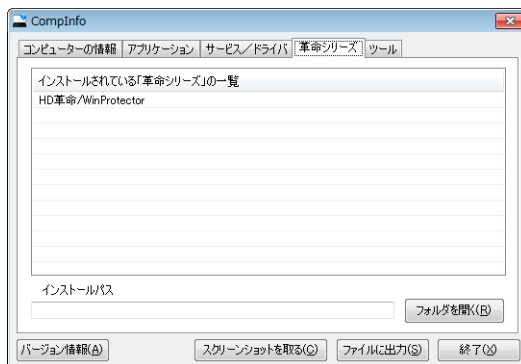 CompInfo
コンピューターの情報 アプリケーション サービス／ドライバ 革命シリーズ ツール
インストールされている「革命シリーズ」の一覧
HD革命/WinProtector
インストールパス
フォルダを開く(R)
バージョン情報(A) スクリーンショットを取る(C) ファイルに出力(S) 終了(X)